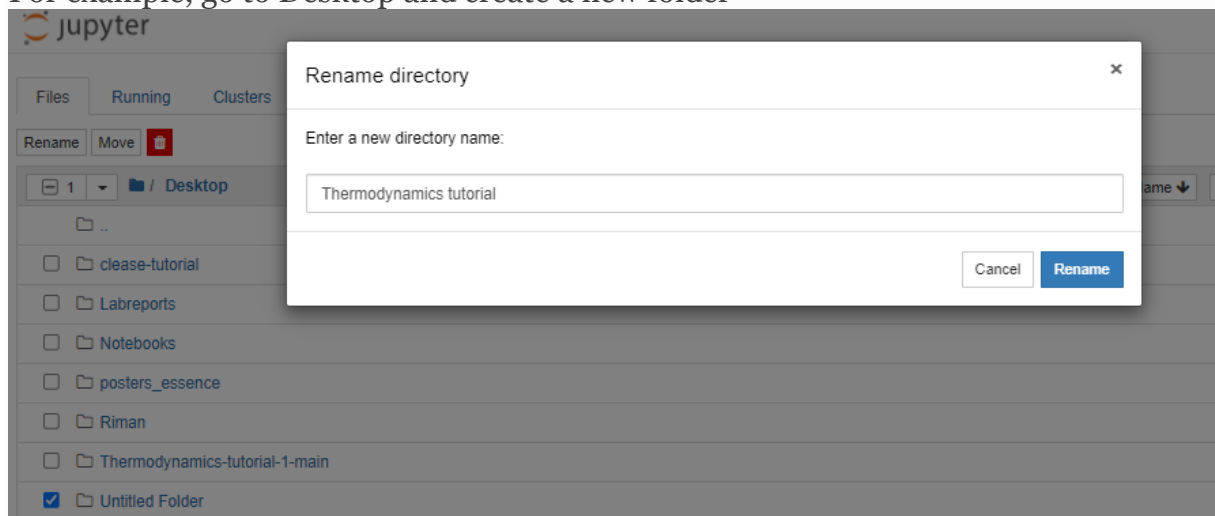 For example, go to Desktop and create a new folder
jupyter
Rename directory
×
Files Running Clusters
Enter a new directory name:
Rename Move
1 / Desktop
Thermodynamics tutorial
ame
..
clease-tutorial
Cancel Rename
Labreports
Notebooks
posters_essence
Riman
Thermodynamics-tutorial-1-main
Untitled Folder